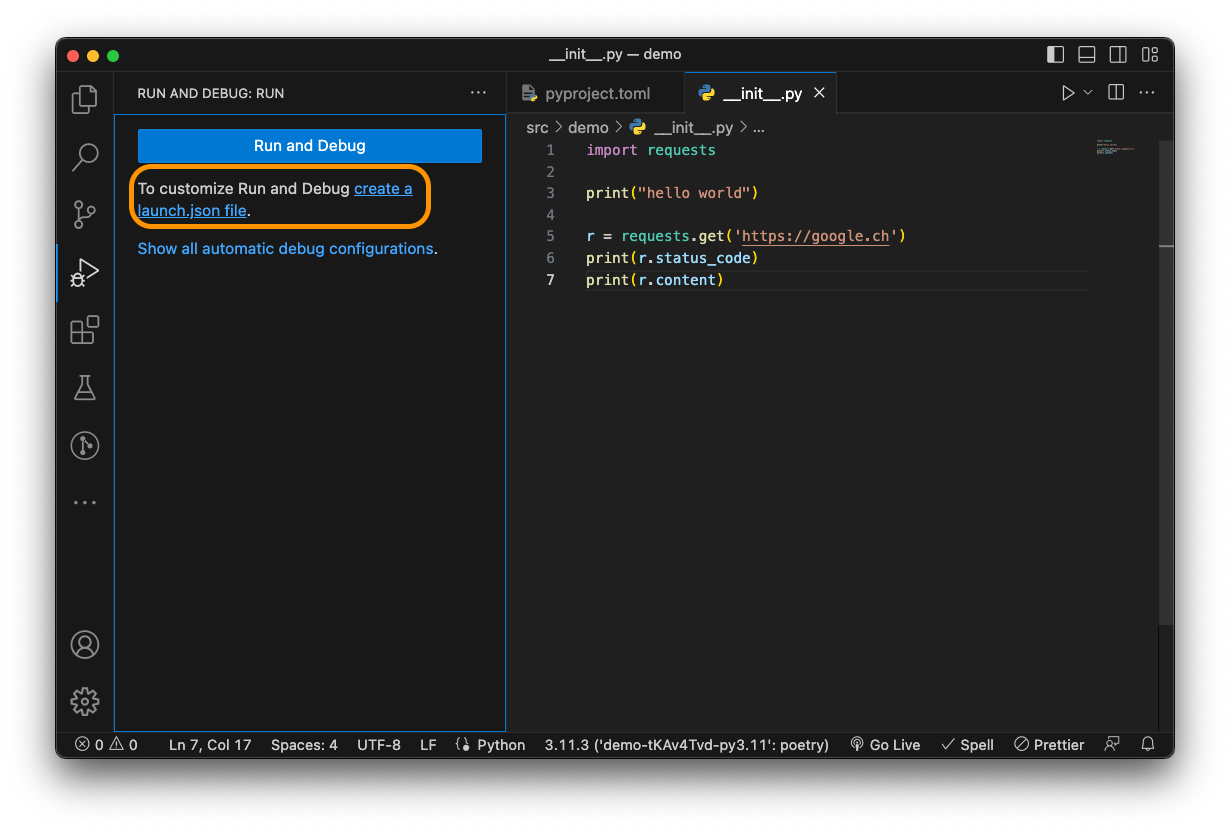 __init__.py — demo
RUN AND DEBUG: RUN
pyproject.toml
__init__.py
src > demo > __init__.py > ...
Run and Debug
To customize Run and Debug create a
launch.json file.
Show all automatic debug configurations.
1 import requests
2
3 print("hello world")
4
5 r = requests.get('https://google.ch')
6 print(r.status_code)
7 print(r.content)
0 0 Ln 7, Col 17 Spaces: 4 UTF-8 LF Python 3.11.3 ('demo-tKAv4Tvd-py3.11': poetry) Go Live Spell Prettier